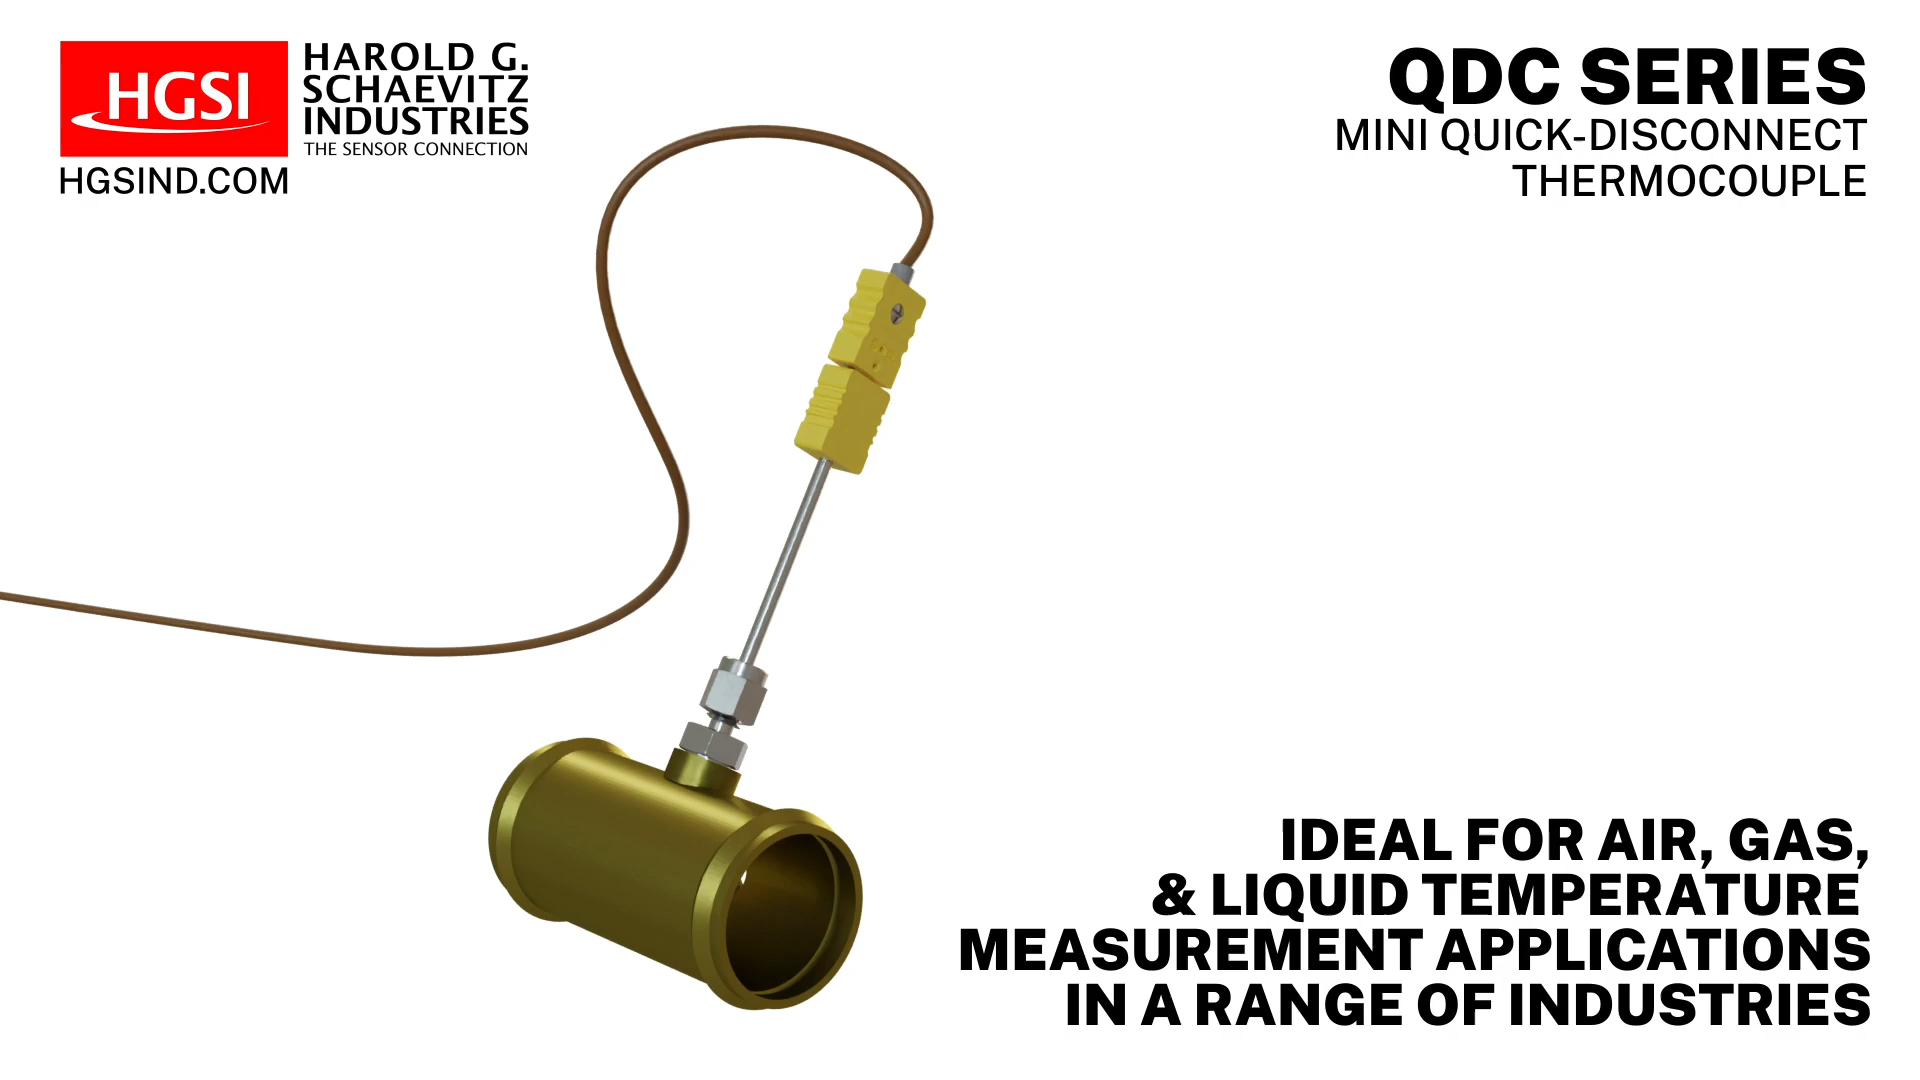 HGSI
HAROLD G.
SCHAEVITZ
INDUSTRIES
THE SENSOR CONNECTION
HGSIND.COM
QDC SERIES
MINI QUICK-DISCONNECT
THERMOCOUPLE
IDEAL FOR AIR, GAS,
& LIQUID TEMPERATURE
MEASUREMENT APPLICATIONS
IN A RANGE OF INDUSTRIES